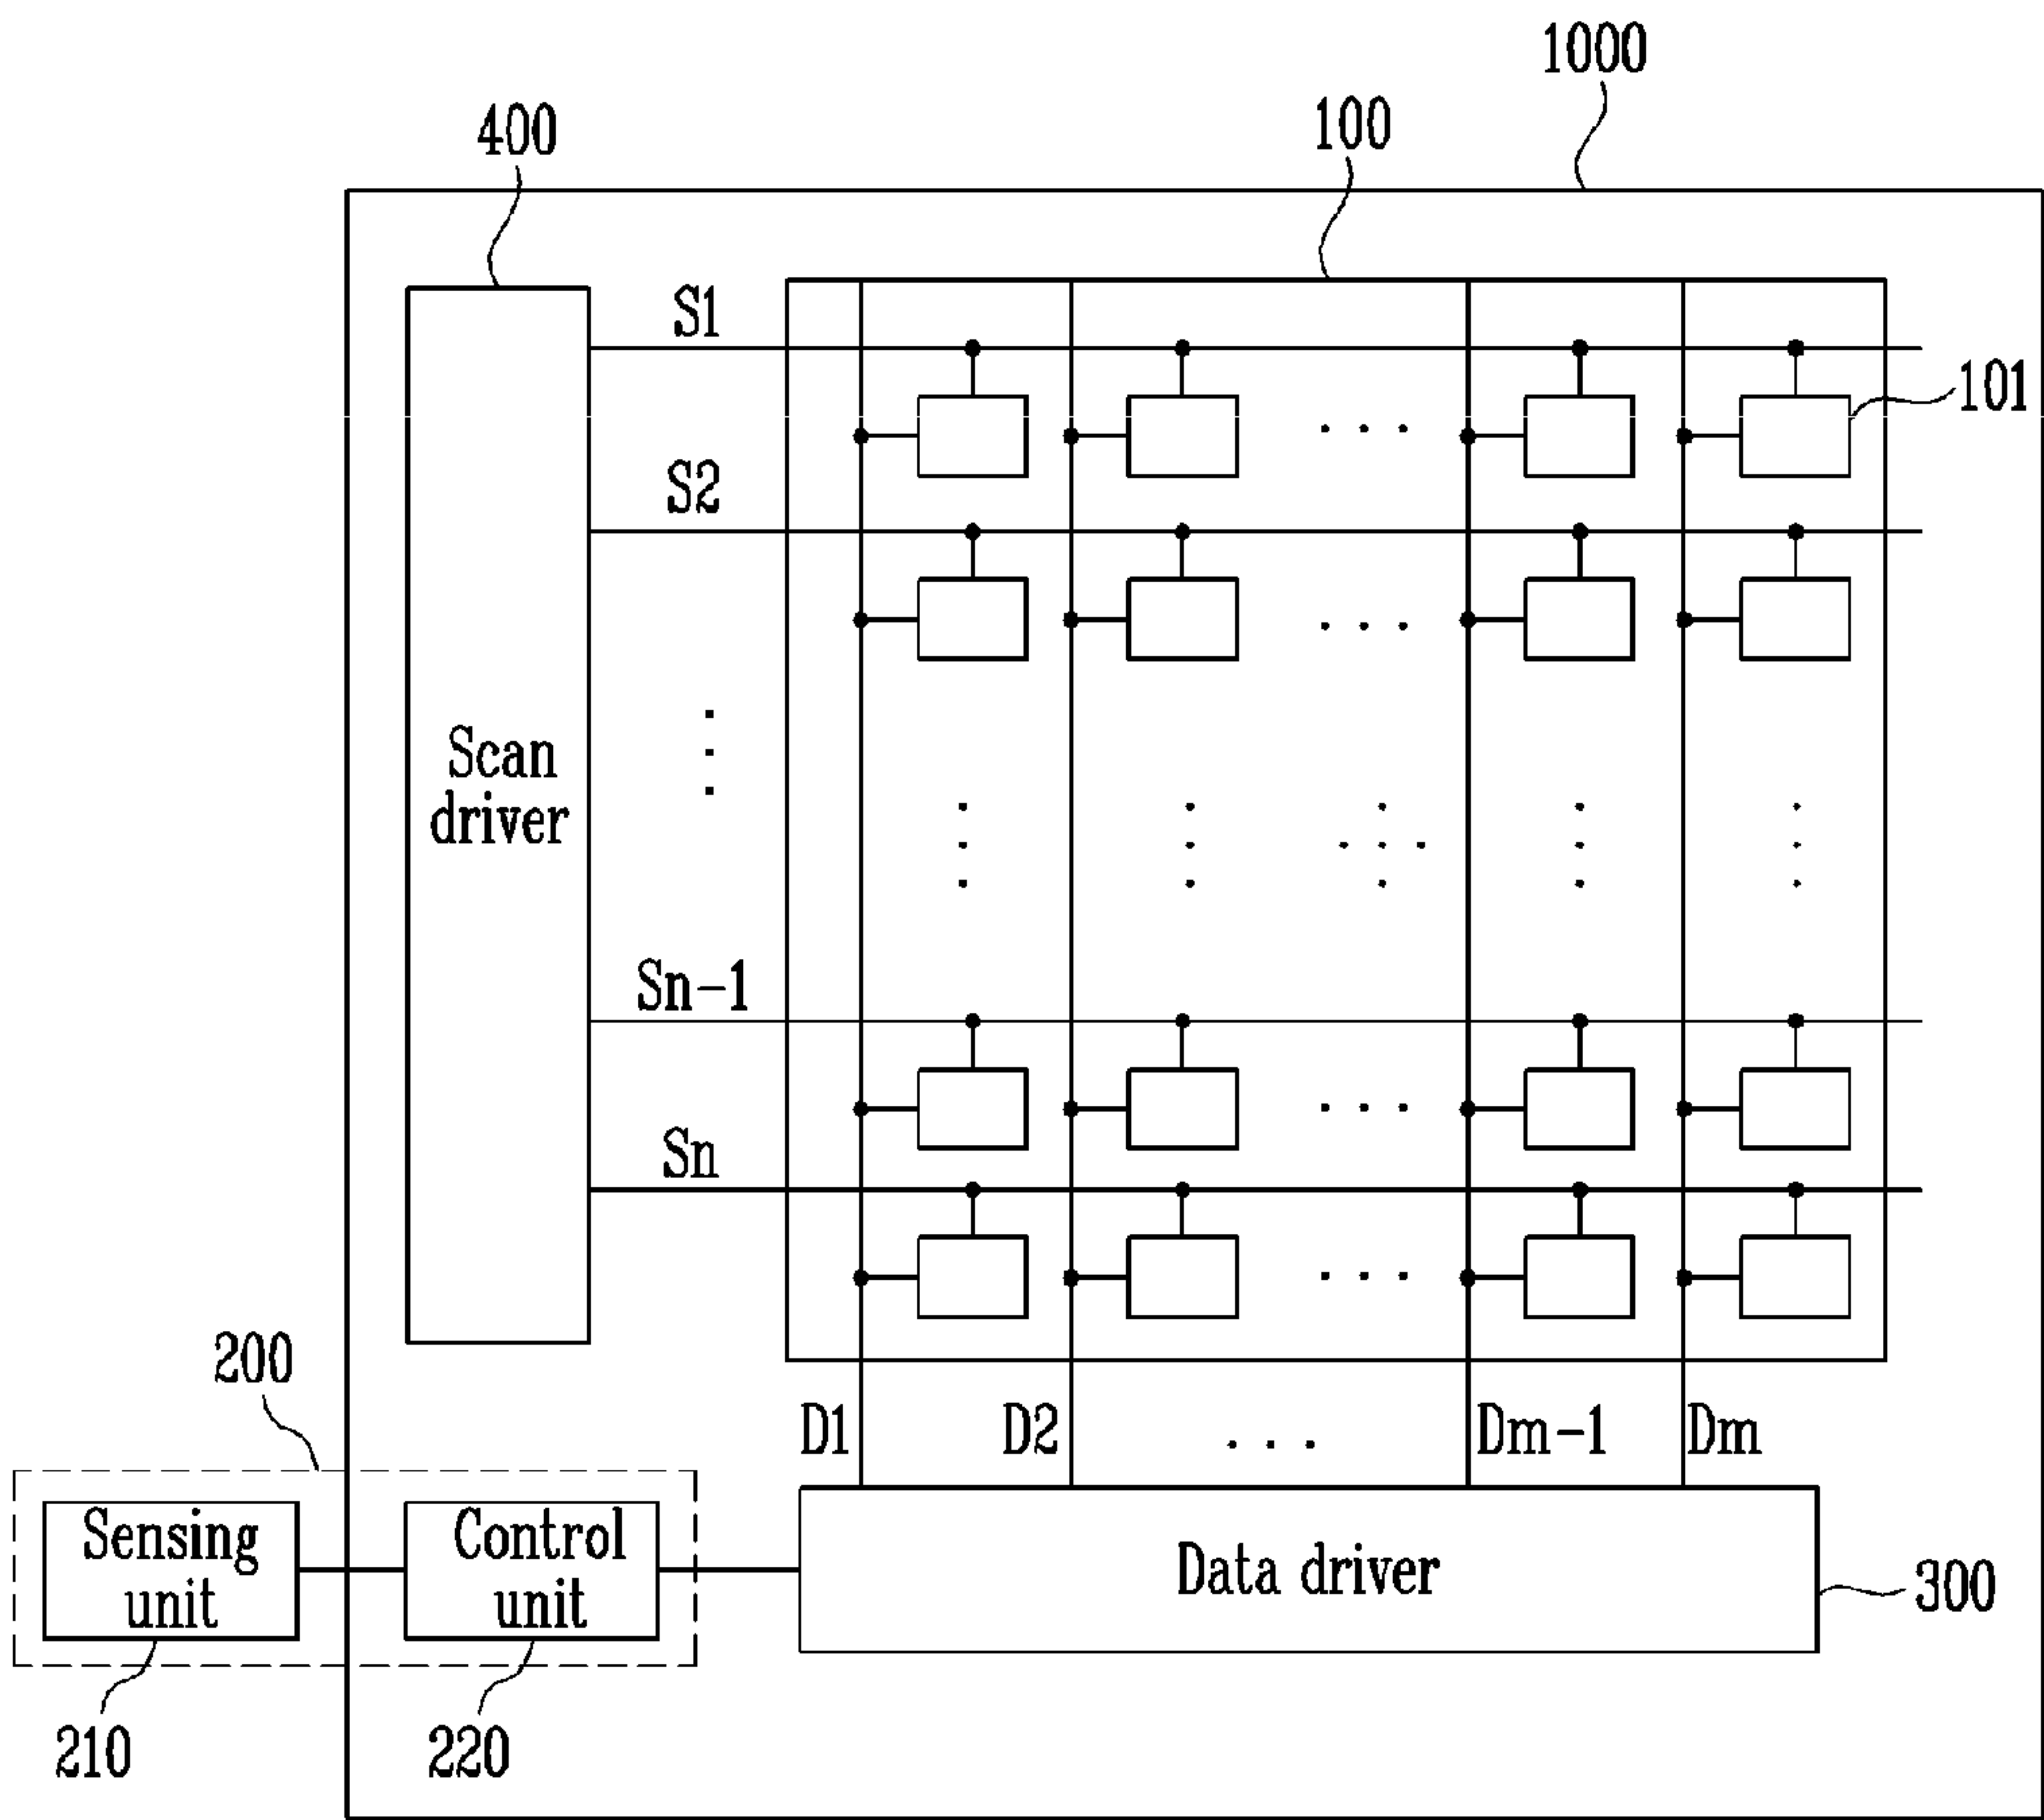 1000
400
100
S1
101
S2
Scan
driver
Sn-1
Sn
200
D1
D2
Dm-1
Dm
Sensing
unit
Control
unit
Data driver
300
210
220